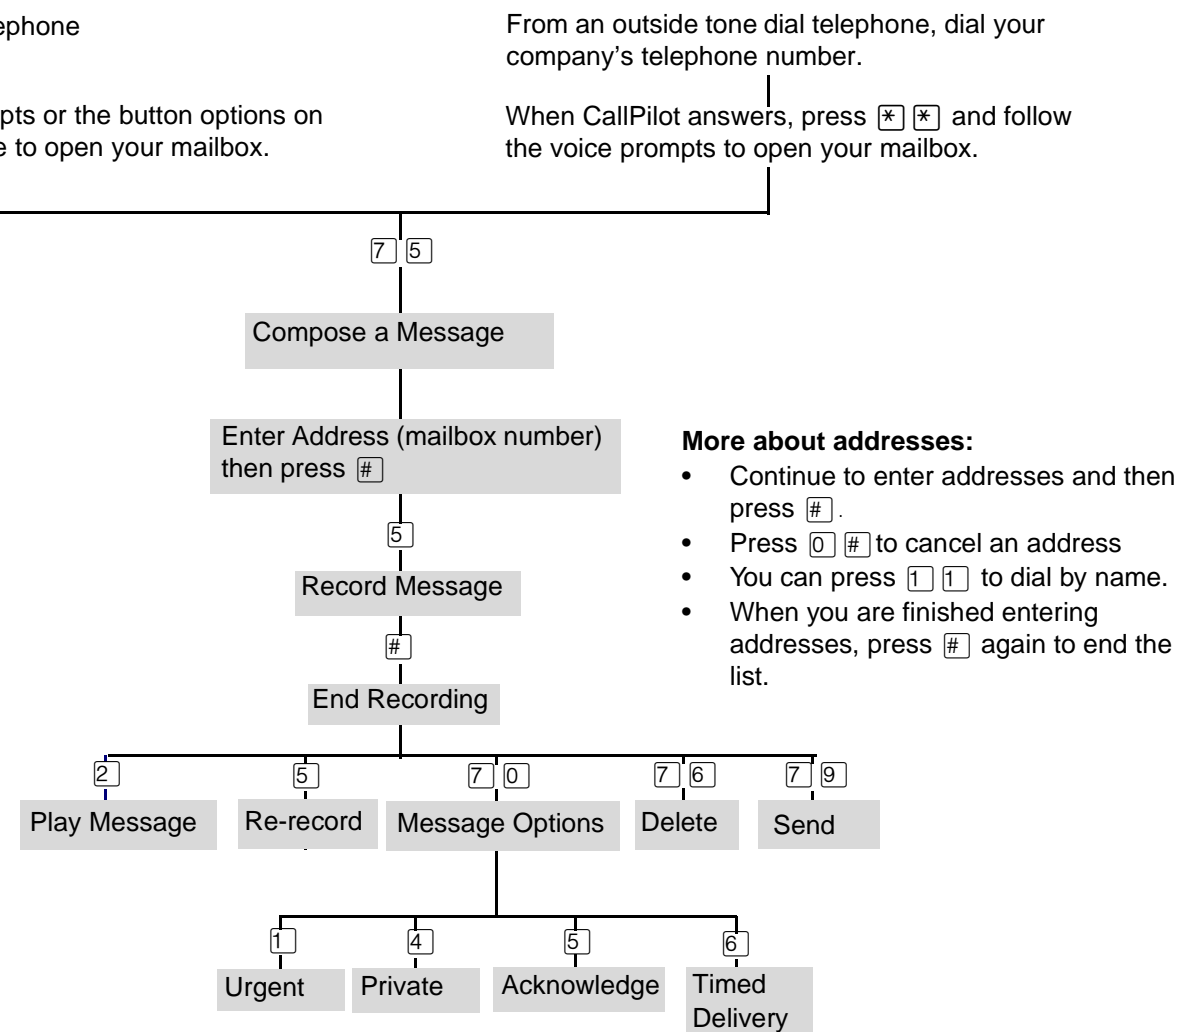 ephone
From an outside tone dial telephone, dial your
company's telephone number.
pts or the button options on
e to open your mailbox.
When CallPilot answers, press * * and follow
the voice prompts to open your mailbox.
7 5
Compose a Message
Enter Address (mailbox number)
then press #
5
Record Message
#
End Recording
More about addresses:
• Continue to enter addresses and then
press # .
• Press 0 # to cancel an address
• You can press 1 1 to dial by name.
• When you are finished entering
addresses, press # again to end the
list.
2 5 7 0 7 6 7 9
Play Message Re-record Message Options Delete Send
1 4 5 6
Urgent Private Acknowledge Timed
Delivery